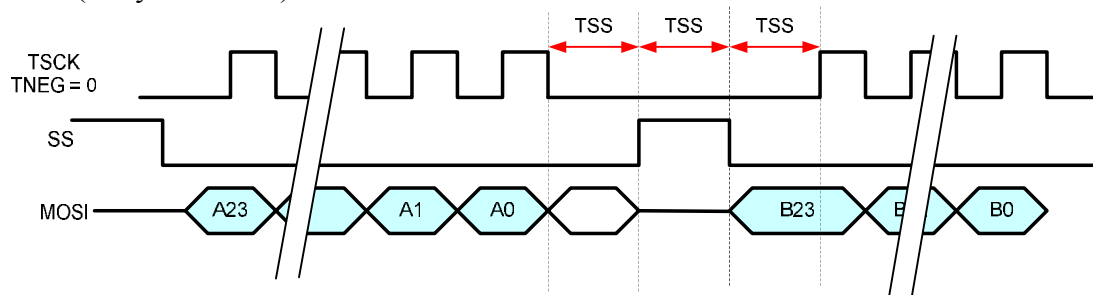 TSS TSS TSS
TSCK
TNEG = 0
SS
MOSI A23 A1 A0 B23 B0